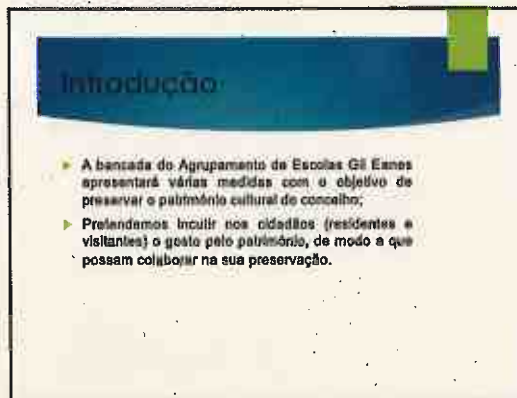 Introdução
A bancada do Agrupamento de Escolas Gil Eanes
apresentará várias medidas com o objetivo de
preservar o património cultural do concelho;
Pretendemos incutir nos cidadãos (residentes e
visitantes) o gosto pelo património, de modo a que
possam colaborar na sua preservação.